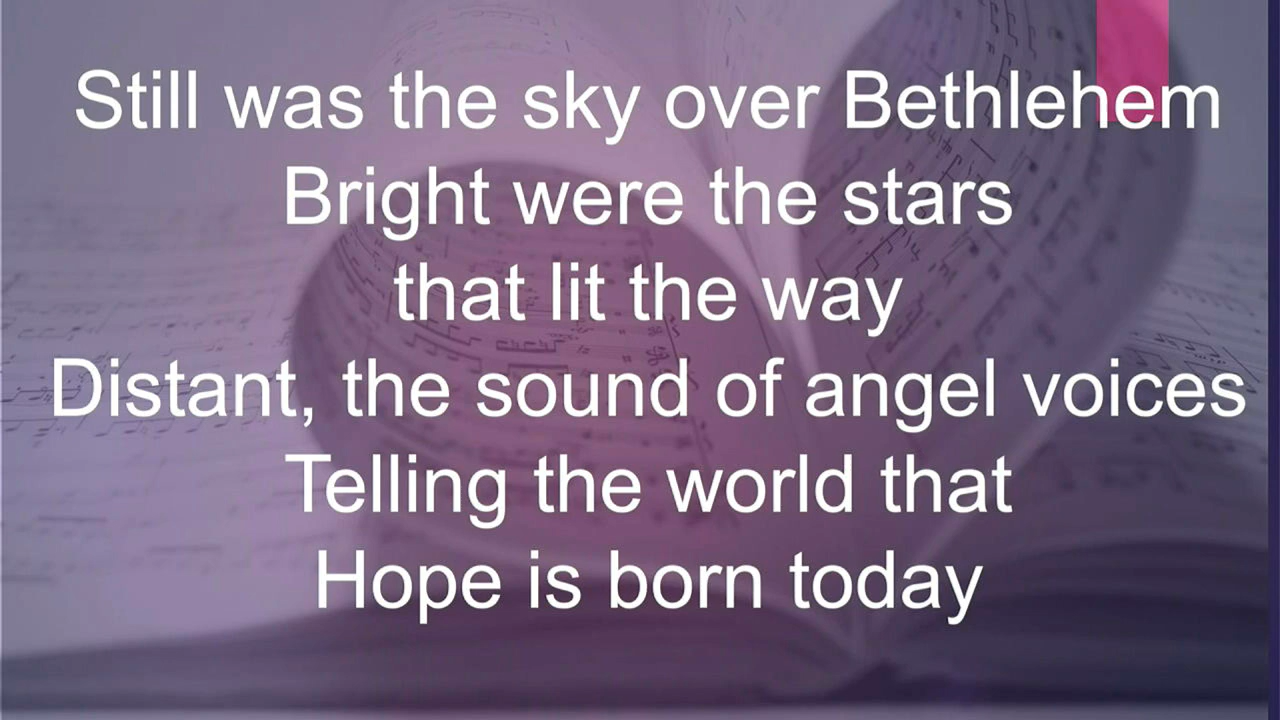 Still was the sky over Bethlehem
Bright were the stars
that lit the way
Distant, the sound of angel voices
Telling the world that
Hope is born today